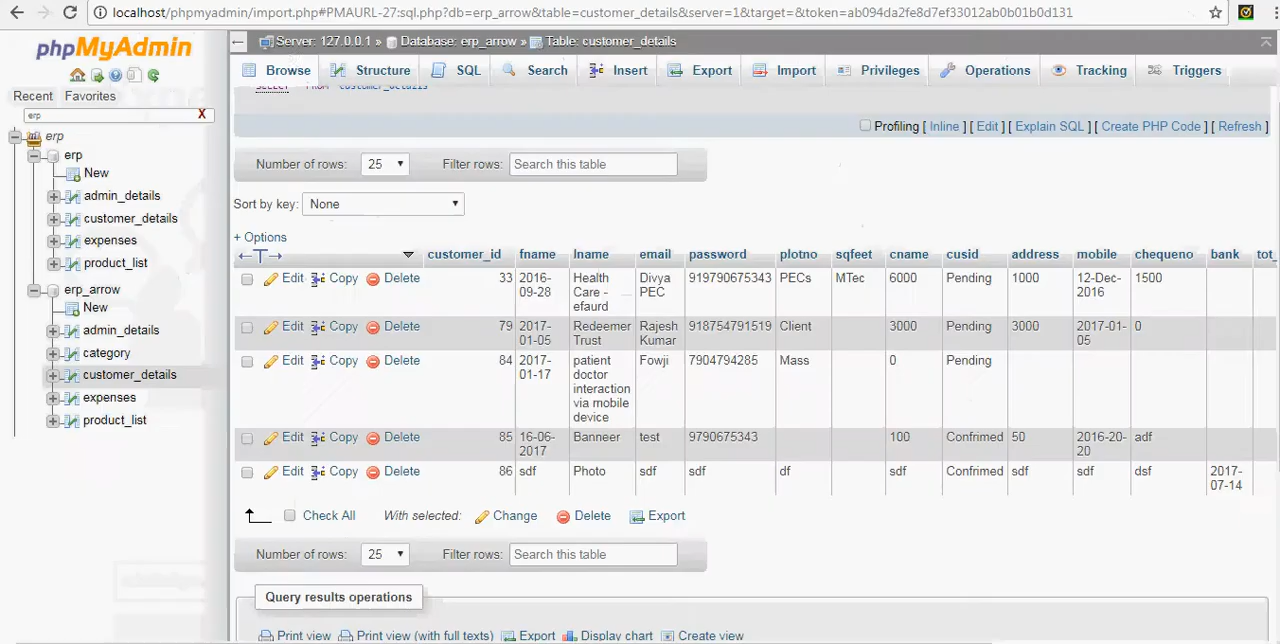 localhost/phpmyadmin/import.php#PMAURL-27:sql.php?db=erp_arrow&table=customer_details&server=1&target=&token=ab094da2fe8d7ef33012ab0b01b0d131
phpMyAdmin
Recent Favorites
erp X
erp
erp
New
admin_details
customer_details
expenses
product_list
erp_arrow
New
admin_details
category
customer_details
expenses
product_list
Server: 127.0.0.1 » Database: erp_arrow » Table: customer_details
Browse Structure SQL Search Insert Export Import Privileges Operations Tracking Triggers
SELECT * FROM `customer_details`
Profiling [ Inline ] [ Edit ] [ Explain SQL ] [ Create PHP Code ] [ Refresh ]
Number of rows: 25 Filter rows: Search this table
Sort by key: None
+ Options
←T→ customer_id fname lname email password plotno sqfeet cname cusid address mobile chequeno bank tot_
Edit Copy Delete 33 2016- Health Divya 919790675343 PECs MTec 6000 Pending 1000 12-Dec- 1500
09-28 Care - PEC 2016
efaurd
Edit Copy Delete 79 2017- Redeemer Rajesh 918754791519 Client 3000 Pending 3000 2017-01- 0
01-05 Trust Kumar 05
Edit Copy Delete 84 2017- patient Fowji 7904794285 Mass 0 Pending
01-17 doctor
interaction
via mobile
device
Edit Copy Delete 85 16-06- Banneer test 9790675343 100 Confrimed 50 2016-20- adf
2017 20
Edit Copy Delete 86 sdf Photo sdf sdf df sdf Confrimed sdf sdf dsf 2017-
07-14
Check All With selected: Change Delete Export
Number of rows: 25 Filter rows: Search this table
Query results operations
Print view Print view (with full texts) Export Display chart Create view